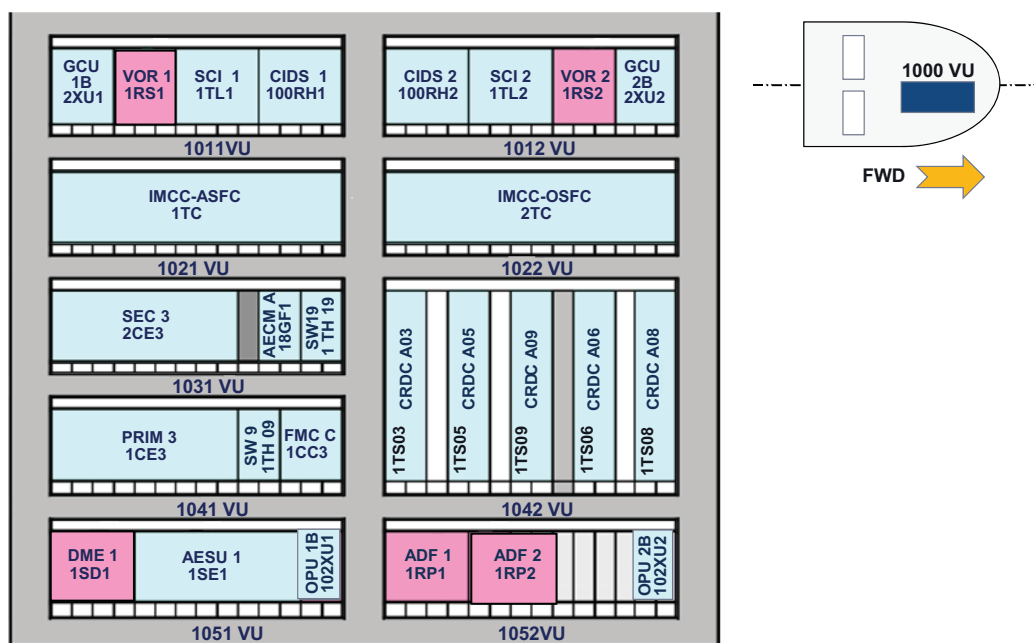 GCU
1B
2XU1
VOR 1
1RS1
SCI 1
1TL1
CIDS 1
100RH1
1011VU
CIDS 2
100RH2
SCI 2
1TL2
VOR 2
1RS2
GCU
2B
2XU2
1012 VU
1000 VU
FWD
IMCC-ASFC
1TC
1021 VU
IMCC-OSFC
2TC
1022 VU
SEC 3
2CE3
AECM A
18GF1
SW19
1 TH 19
1031 VU
PRIM 3
1CE3
SW 9
1TH 09
FMC C
1CC3
1041 VU
1TS03 CRDC A03
1TS05 CRDC A05
1TS09 CRDC A09
1TS06 CRDC A06
1TS08 CRDC A08
1042 VU
DME 1
1SD1
AESU 1
1SE1
OPU 1B
102XU1
1051 VU
ADF 1
1RP1
ADF 2
1RP2
OPU 2B
102XU2
1052VU